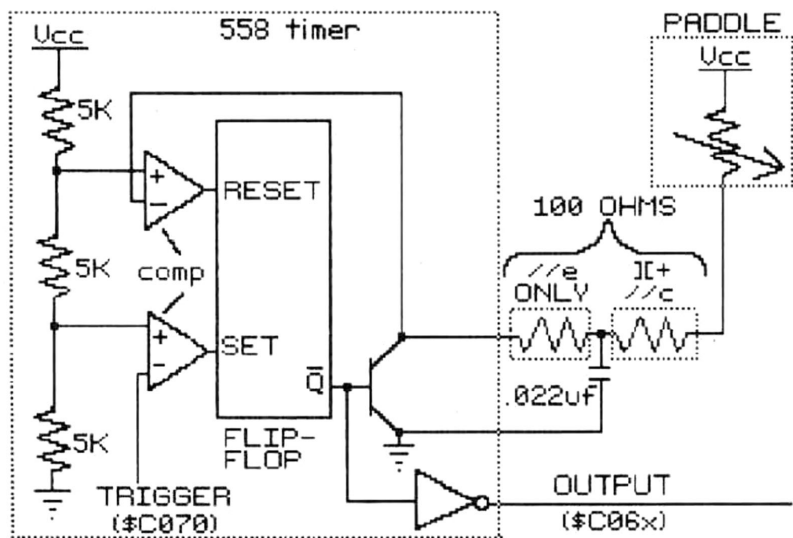 558 timer
PADDLE
Vcc
Vcc
5K
+
-
RESET
100 OHMS
5K
comp
//e
ONLY
][+
//c
+
-
SET
Q̅
.022uf
5K
FLIP-
FLOP
TRIGGER
($C070)
OUTPUT
($C06x)